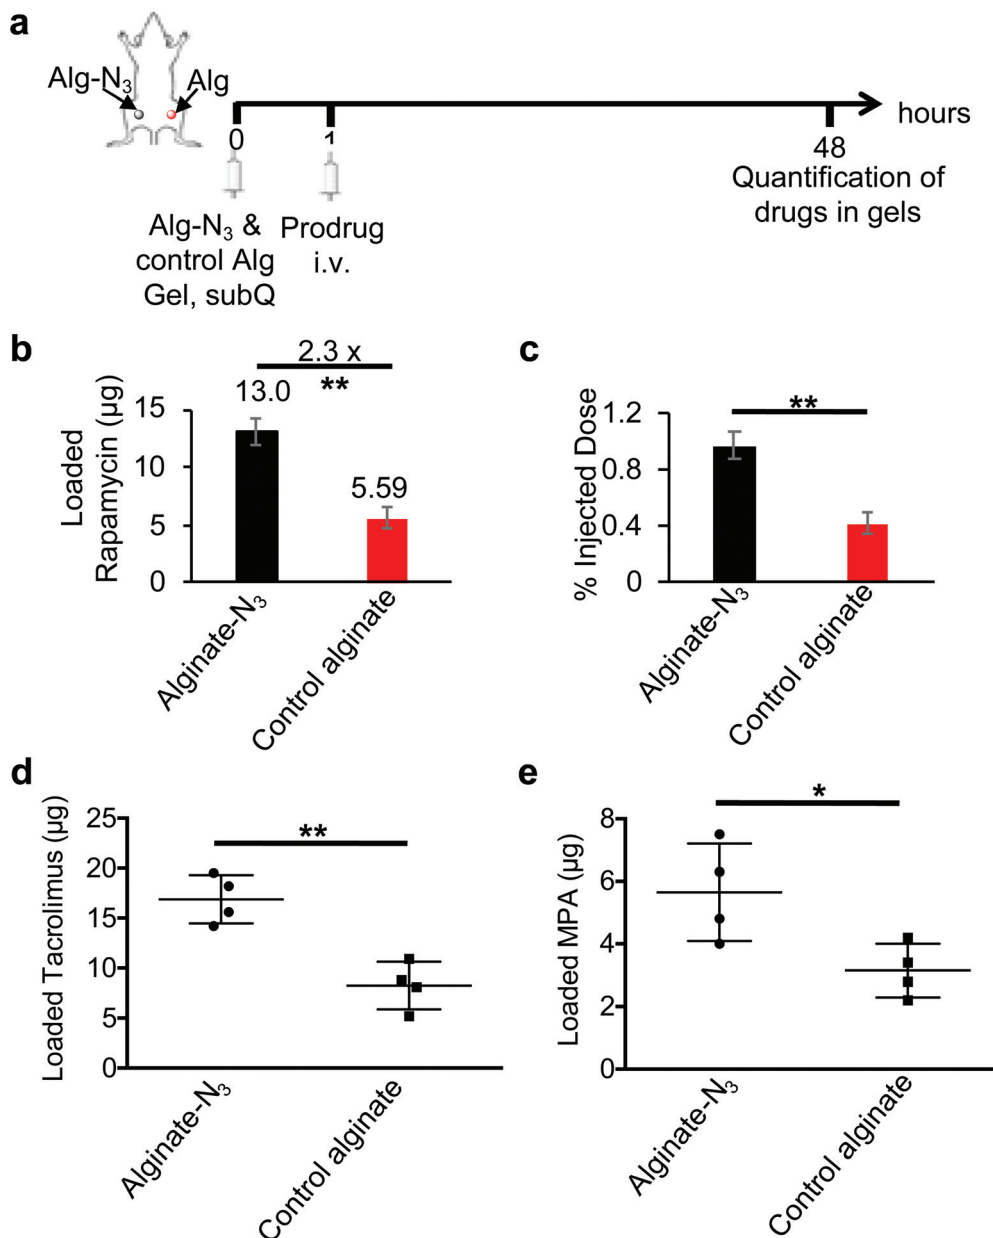 a
Alg-N₃
Alg
0
1
48
hours
Alg-N₃ &
control Alg
Gel, subQ
Prodrug
i.v.
Quantification of
drugs in gels
b
2.3 x
**
13.0
5.59
Loaded
Rapamycin (µg)
15
10
5
0
Alginate-N₃
Control alginate
c
**
% Injected Dose
1.2
0.8
0.4
0
Alginate-N₃
Control alginate
d
**
Loaded Tacrolimus (µg)
25
20
15
10
5
0
Alginate-N₃
Control alginate
e
*
Loaded MPA (µg)
8
6
4
2
0
Alginate-N₃
Control alginate